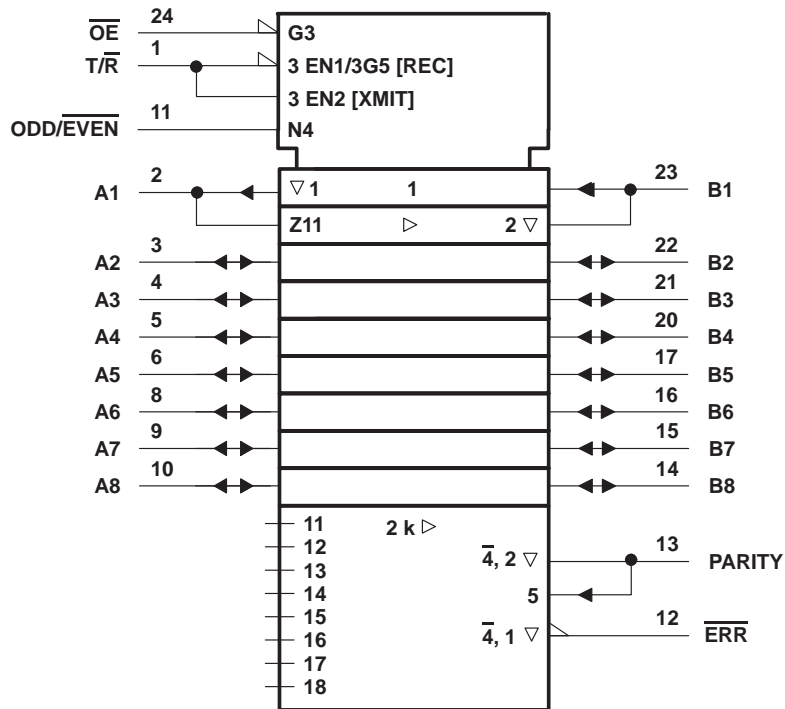 24
O̅E̅
G3
1
T/R̅
3 EN1/3G5 [REC]
3 EN2 [XMIT]
11
ODD/E̅V̅E̅N̅
N4
2
A1
▽ 1
1
23
B1
Z11
▷
2 ▽
3
A2
22
B2
4
A3
21
B3
5
A4
20
B4
6
A5
17
B5
8
A6
16
B6
9
A7
15
B7
10
A8
14
B8
11
2 k ▷
12
13
14
15
16
17
18
4̅, 2 ▽
13
PARITY
5
4̅, 1 ▽
12
E̅R̅R̅